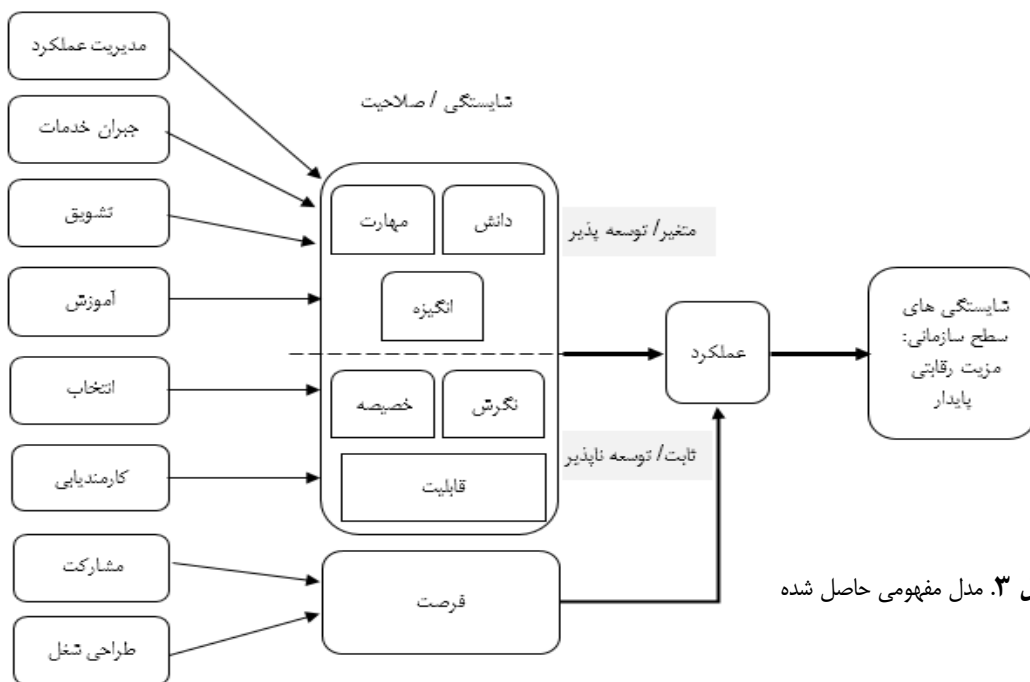 مدیریت عملکرد
جبران خدمات
تشویق
آموزش
انتخاب
کارمندیابی
مشارکت
طراحی شغل
شایستگی / صلاحیت
دانش
مهارت
انگیزه
نگرش
خصیصه
قابلیت
فرصت
متغیر/ توسعه پذیر
ثابت/ توسعه ناپذیر
عملکرد
شایستگی های
سطح سازمانی:
مزیت رقابتی
پایدار
۳. مدل مفهومی حاصل شده